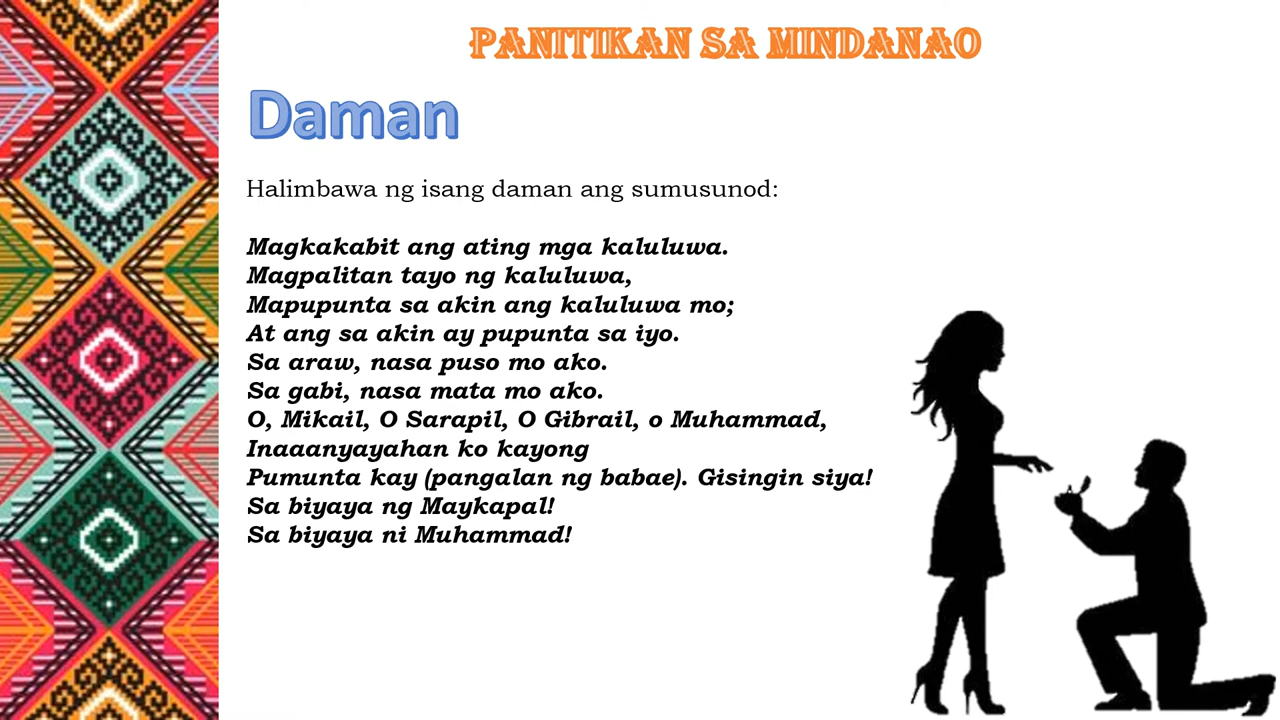 PANITIKAN SA MINDANAO
Daman
Halimbawa ng isang daman ang sumusunod:
Magkakabit ang ating mga kaluluwa.
Magpalitan tayo ng kaluluwa,
Mapupunta sa akin ang kaluluwa mo;
At ang sa akin ay pupunta sa iyo.
Sa araw, nasa puso mo ako.
Sa gabi, nasa mata mo ako.
O, Mikail, O Sarapil, O Gibrail, o Muhammad,
Inaaanyayahan ko kayong
Pumunta kay (pangalan ng babae). Gisingin siya!
Sa biyaya ng Maykapal!
Sa biyaya ni Muhammad!